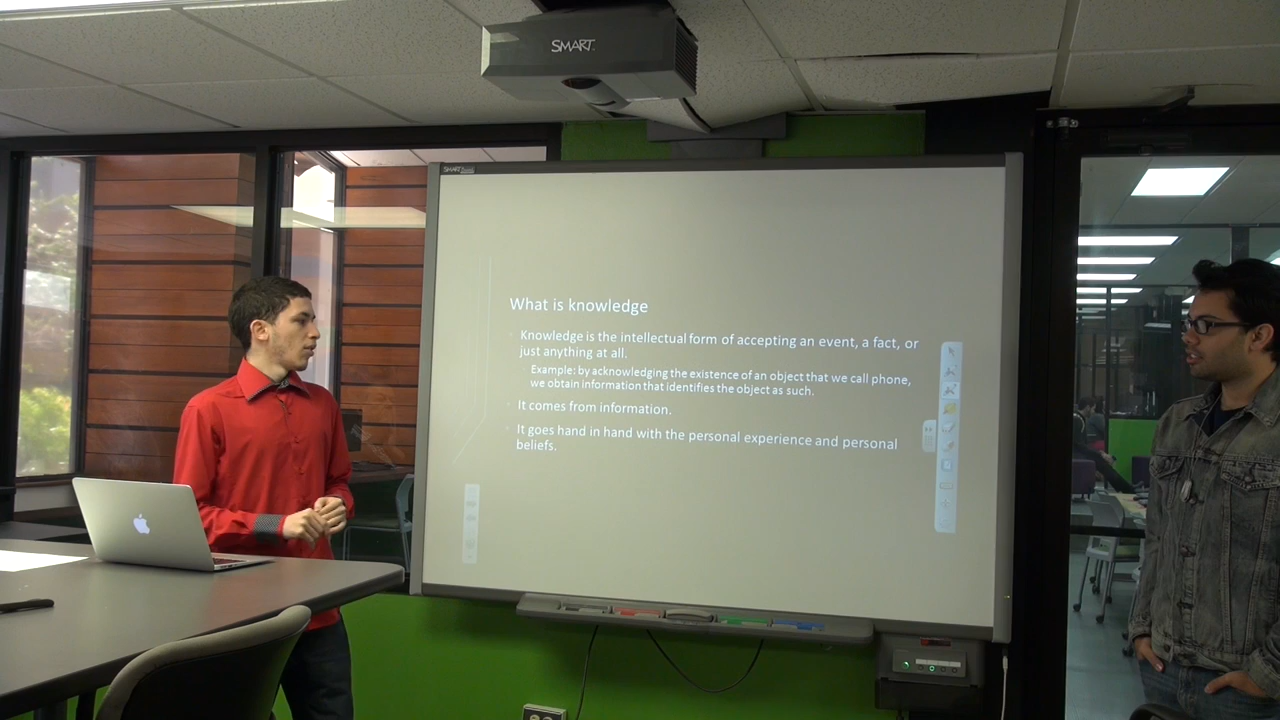 SMART
SMART
What is knowledge
Knowledge is the intellectual form of accepting an event, a fact, or
just anything at all.
Example: by acknowledging the existence of an object that we call phone,
we obtain information that identifies the object as such.
It comes from information.
It goes hand in hand with the personal experience and personal
beliefs.